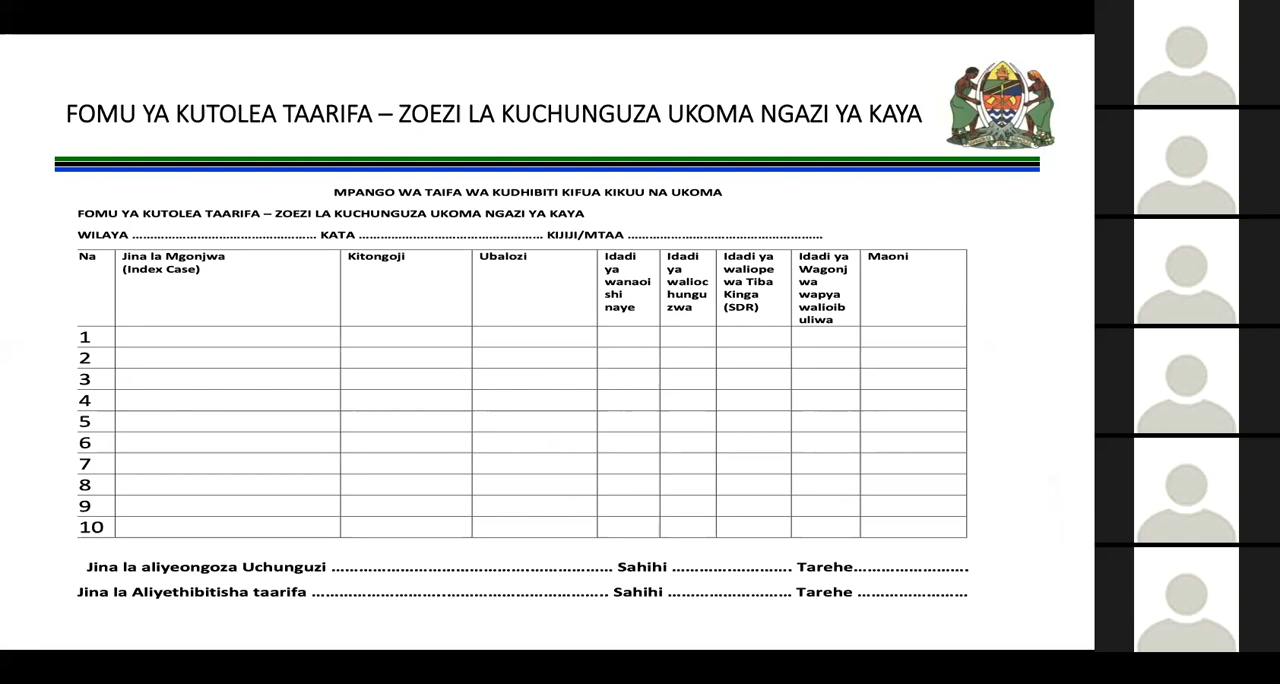 FOMU YA KUTOLEA TAARIFA – ZOEZI LA KUCHUNGUZA UKOMA NGAZI YA KAYA
MPANGO WA TAIFA WA KUDHIBITI KIFUA KIKUU NA UKOMA
FOMU YA KUTOLEA TAARIFA – ZOEZI LA KUCHUNGUZA UKOMA NGAZI YA KAYA
WILAYA ................................................ KATA ................................................ KIJIJI/MTAA ................................................
Na
Jina la Mgonjwa
(Index Case)
Kitongoji
Ubalozi
Idadi
ya
wanaoi
shi
naye
Idadi
ya
walioc
hungu
zwa
Idadi ya
waliope
wa Tiba
Kinga
(SDR)
Idadi ya
Wagonj
wa
wapya
walioib
uliwa
Maoni
1
2
3
4
5
6
7
8
9
10
Jina la aliyeongoza Uchunguzi ................................................ Sahihi ........................ Tarehe........................
Jina la Aliyethibitisha taarifa ................................................ Sahihi ........................ Tarehe ........................